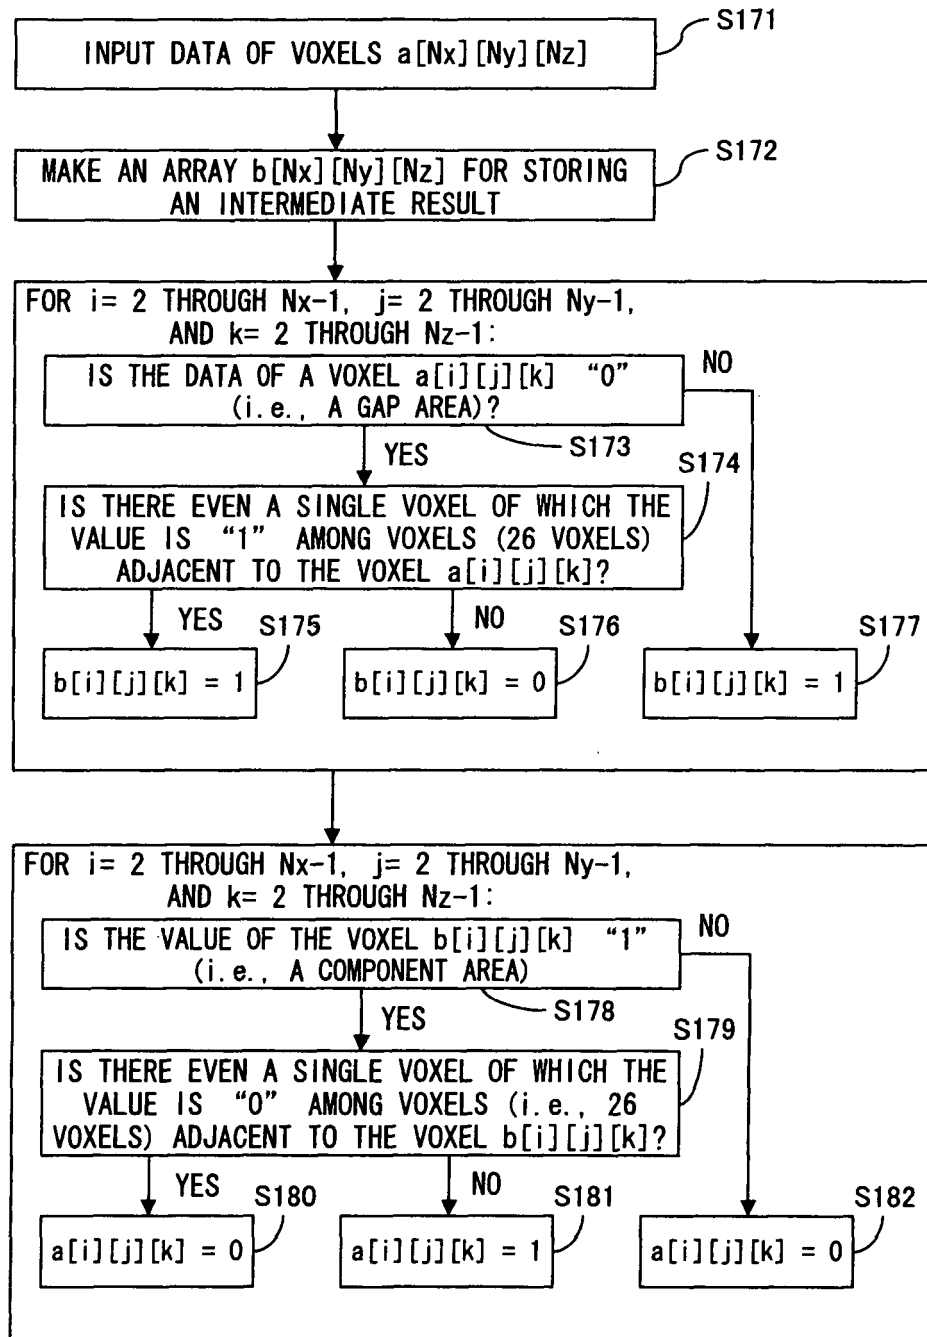 S171
INPUT DATA OF VOXELS a[Nx][Ny][Nz]
S172
MAKE AN ARRAY b[Nx][Ny][Nz] FOR STORING
AN INTERMEDIATE RESULT
FOR i= 2 THROUGH Nx-1, j= 2 THROUGH Ny-1,
AND k= 2 THROUGH Nz-1:
IS THE DATA OF A VOXEL a[i][j][k] “0”
(i.e., A GAP AREA)?
NO
S173
YES
S174
IS THERE EVEN A SINGLE VOXEL OF WHICH THE
VALUE IS “1” AMONG VOXELS (26 VOXELS)
ADJACENT TO THE VOXEL a[i][j][k]?
YES
S175
NO
S176
S177
b[i][j][k] = 1
b[i][j][k] = 0
b[i][j][k] = 1
FOR i= 2 THROUGH Nx-1, j= 2 THROUGH Ny-1,
AND k= 2 THROUGH Nz-1:
IS THE VALUE OF THE VOXEL b[i][j][k] “1”
(i.e., A COMPONENT AREA)
NO
S178
YES
S179
IS THERE EVEN A SINGLE VOXEL OF WHICH THE
VALUE IS “0” AMONG VOXELS (i.e., 26
VOXELS) ADJACENT TO THE VOXEL b[i][j][k]?
YES
S180
NO
S181
S182
a[i][j][k] = 0
a[i][j][k] = 1
a[i][j][k] = 0